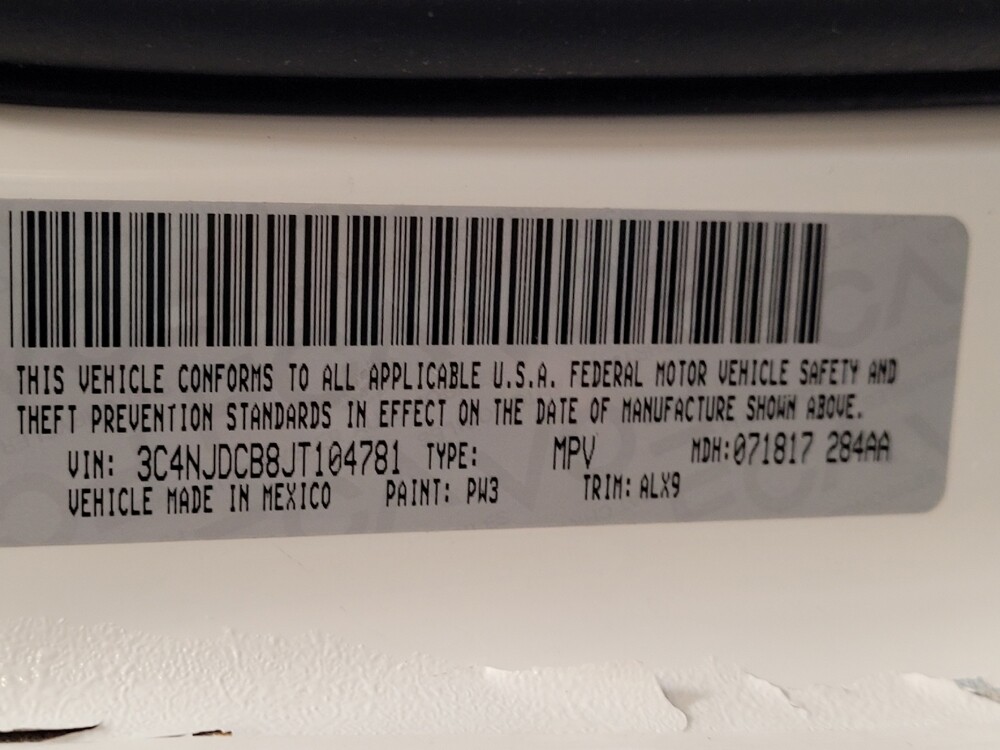 THIS VEHICLE CONFORMS TO ALL APPLICABLE U.S.A. FEDERAL MOTOR VEHICLE SAFETY AND
THEFT PREVENTION STANDARDS IN EFFECT ON THE DATE OF MANUFACTURE SHOWN ABOVE.
VIN: 3C4NJDCB8JT104781 TYPE: MPV MDH:071817 284AA
VEHICLE MADE IN MEXICO PAINT: PW3 TRIM: ALX9